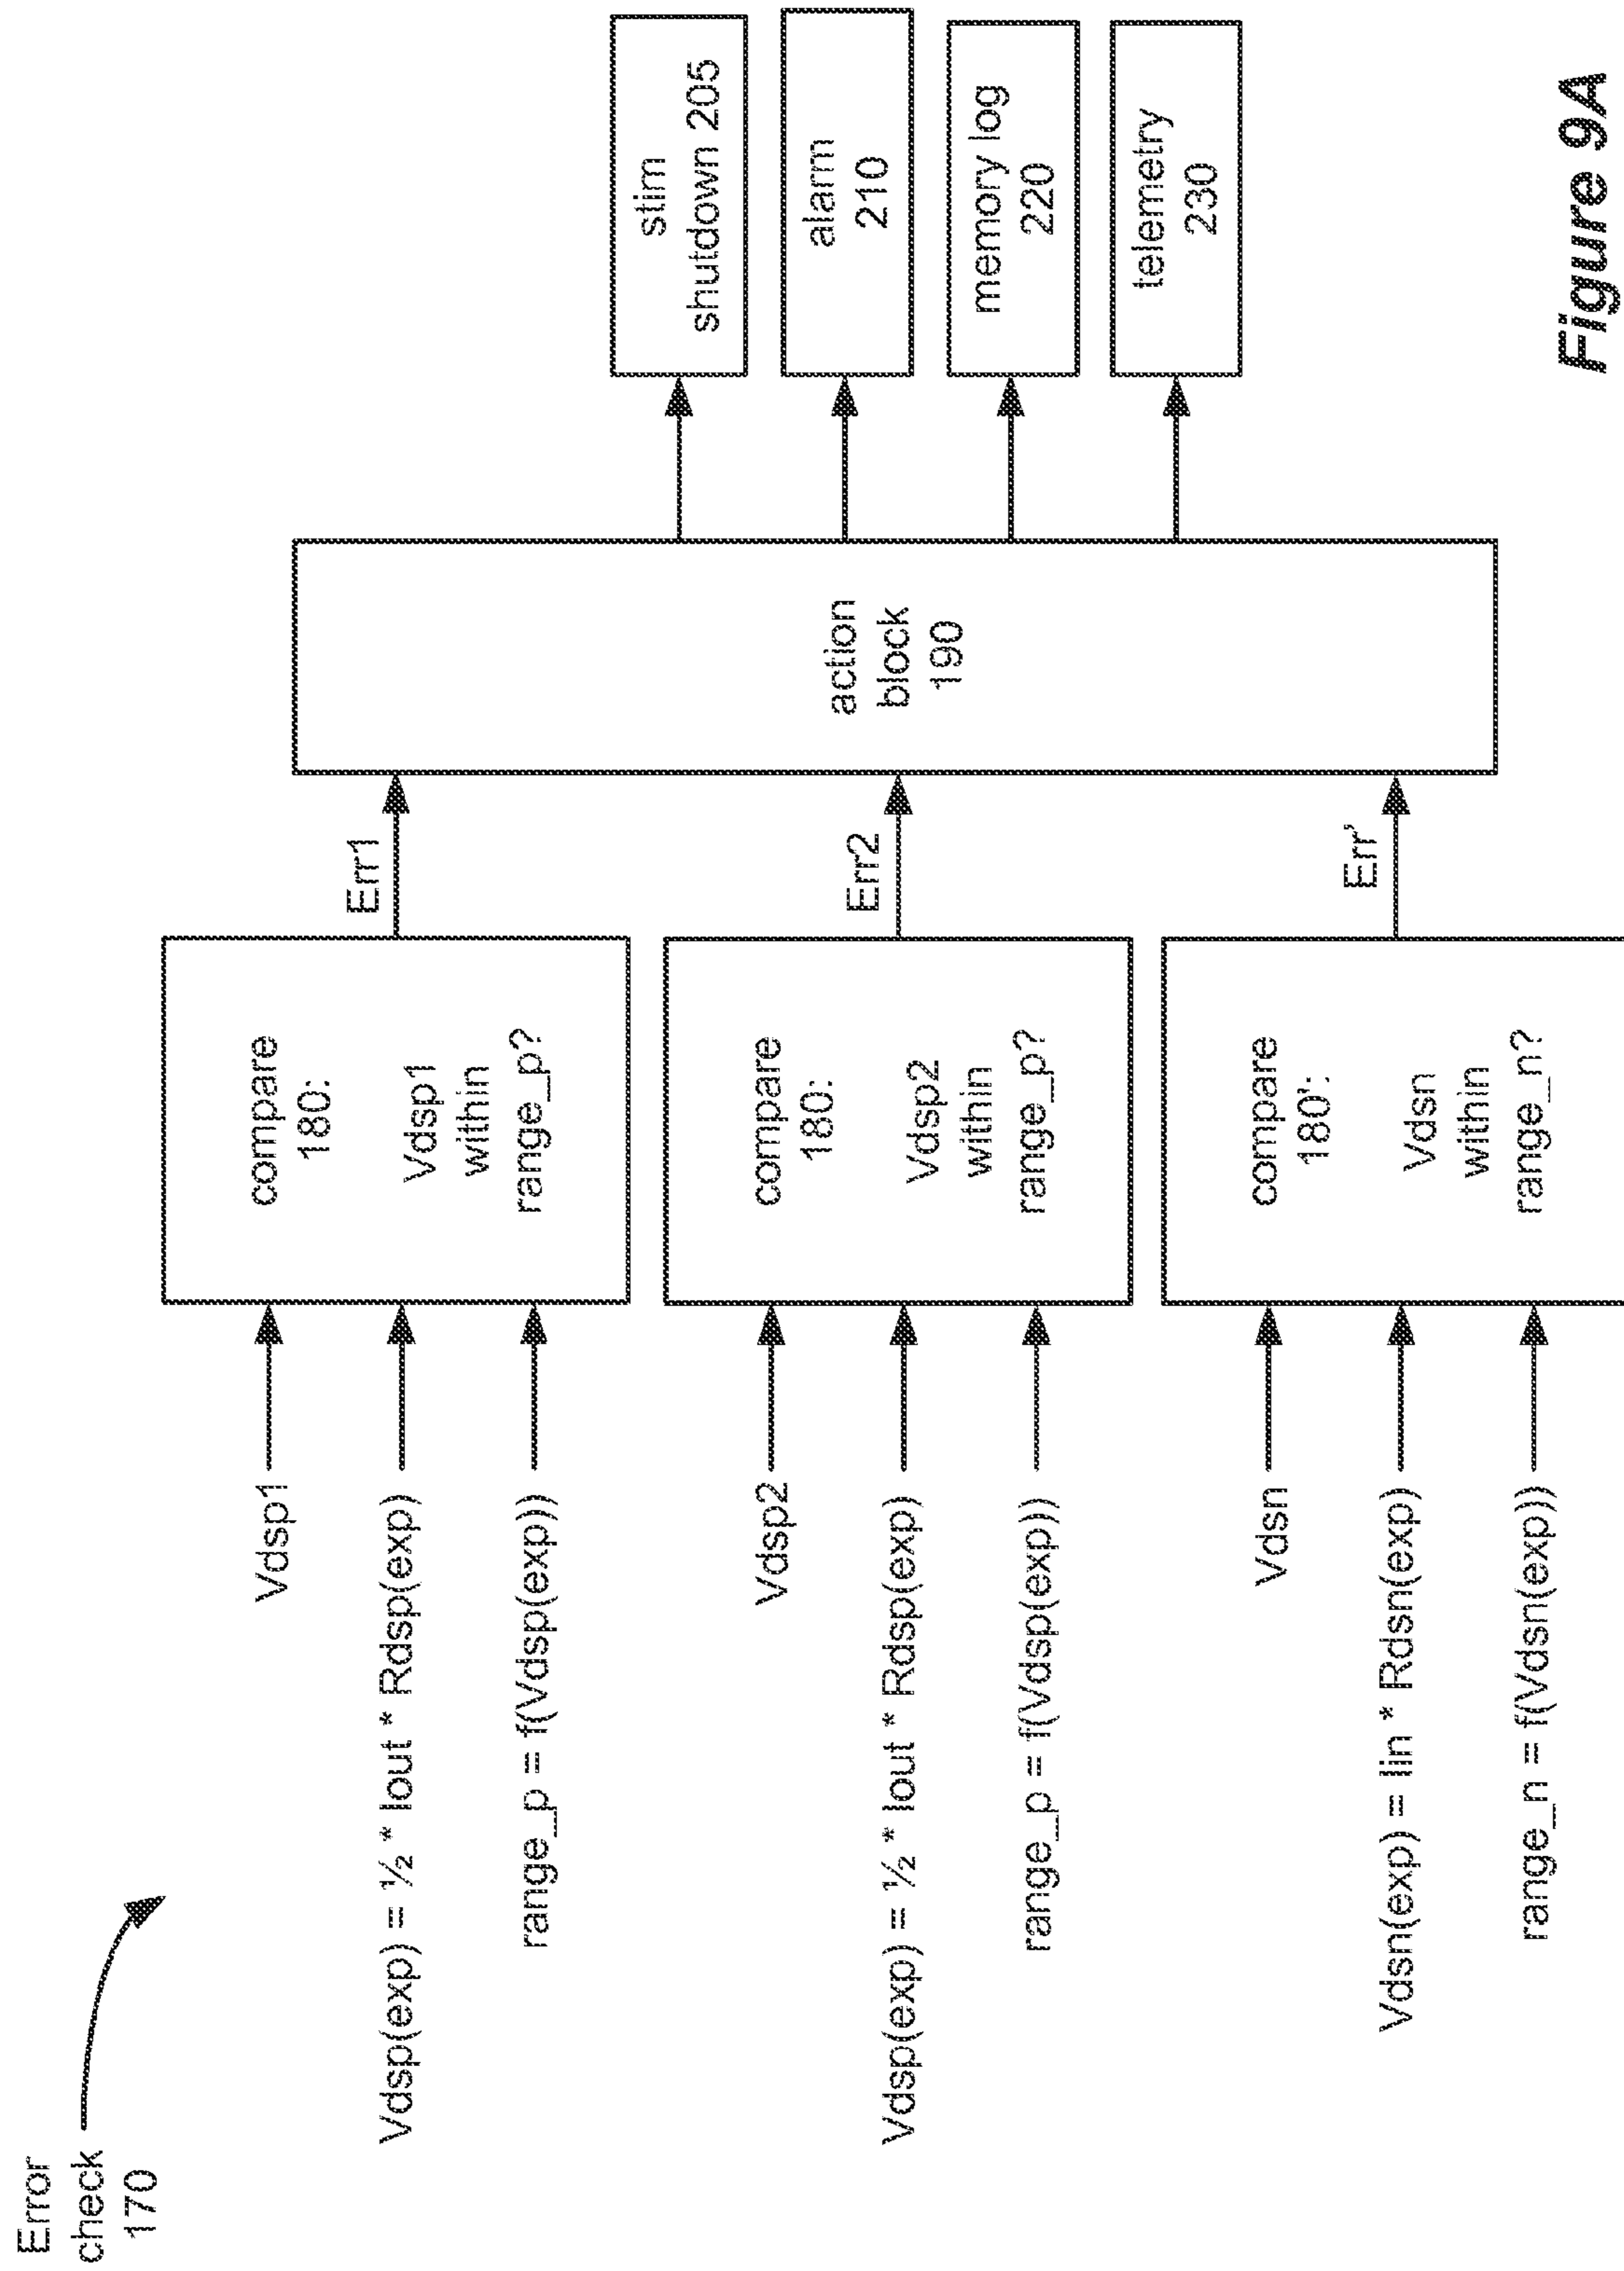 Error
check
170
Vdsp1
Vdsp(exp) = ½ * Iout * Rdsp(exp)
range_p = f(Vdsp(exp))
compare
180:
Vdsp1
within
range_p?
Err1
Vdsp2
Vdsp(exp) = ½ * Iout * Rdsp(exp)
range_p = f(Vdsp(exp))
compare
180:
Vdsp2
within
range_p?
Err2
Vdsn
Vdsn(exp) = Iin * Rdsn(exp)
range_n = f(Vdsn(exp))
compare
180':
Vdsn
within
range_n?
Err'
action
block
190
stim
shutdown 205
alarm
210
memory log
220
telemetry
230
Figure 9A